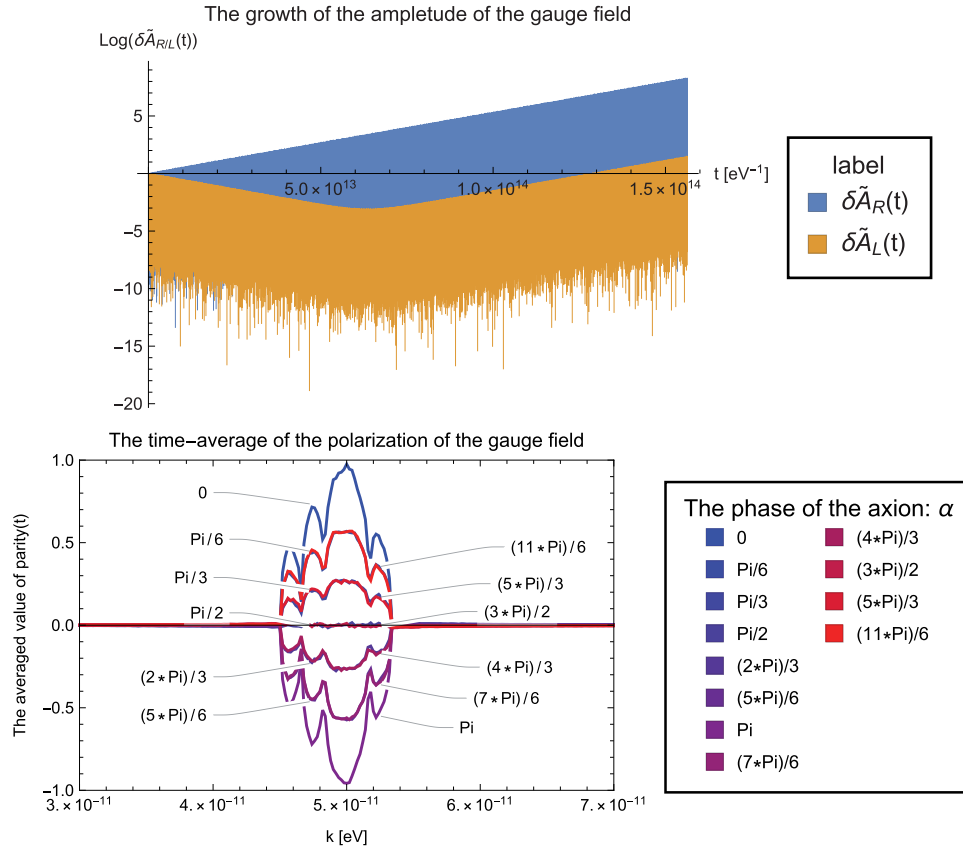 The growth of the ampletude of the gauge field
Log(δÃ_{R/L}(t))
5
−5
−10
−15
−20
5.0 × 10^{13}
1.0 × 10^{14}
1.5 × 10^{14}
t [eV^{−1}]
label
δÃ_R(t)
δÃ_L(t)
The time−average of the polarization of the gauge field
The averaged value of parity(t)
1.0
0.5
0.0
−0.5
−1.0
0
Pi/6
Pi/3
Pi/2
(2*Pi)/3
(5*Pi)/6
(11*Pi)/6
(5*Pi)/3
(3*Pi)/2
(4*Pi)/3
(7*Pi)/6
Pi
3. × 10^{−11}
4. × 10^{−11}
5. × 10^{−11}
6. × 10^{−11}
7. × 10^{−11}
k [eV]
The phase of the axion: α
0
Pi/6
Pi/3
Pi/2
(2*Pi)/3
(5*Pi)/6
Pi
(7*Pi)/6
(4*Pi)/3
(3*Pi)/2
(5*Pi)/3
(11*Pi)/6